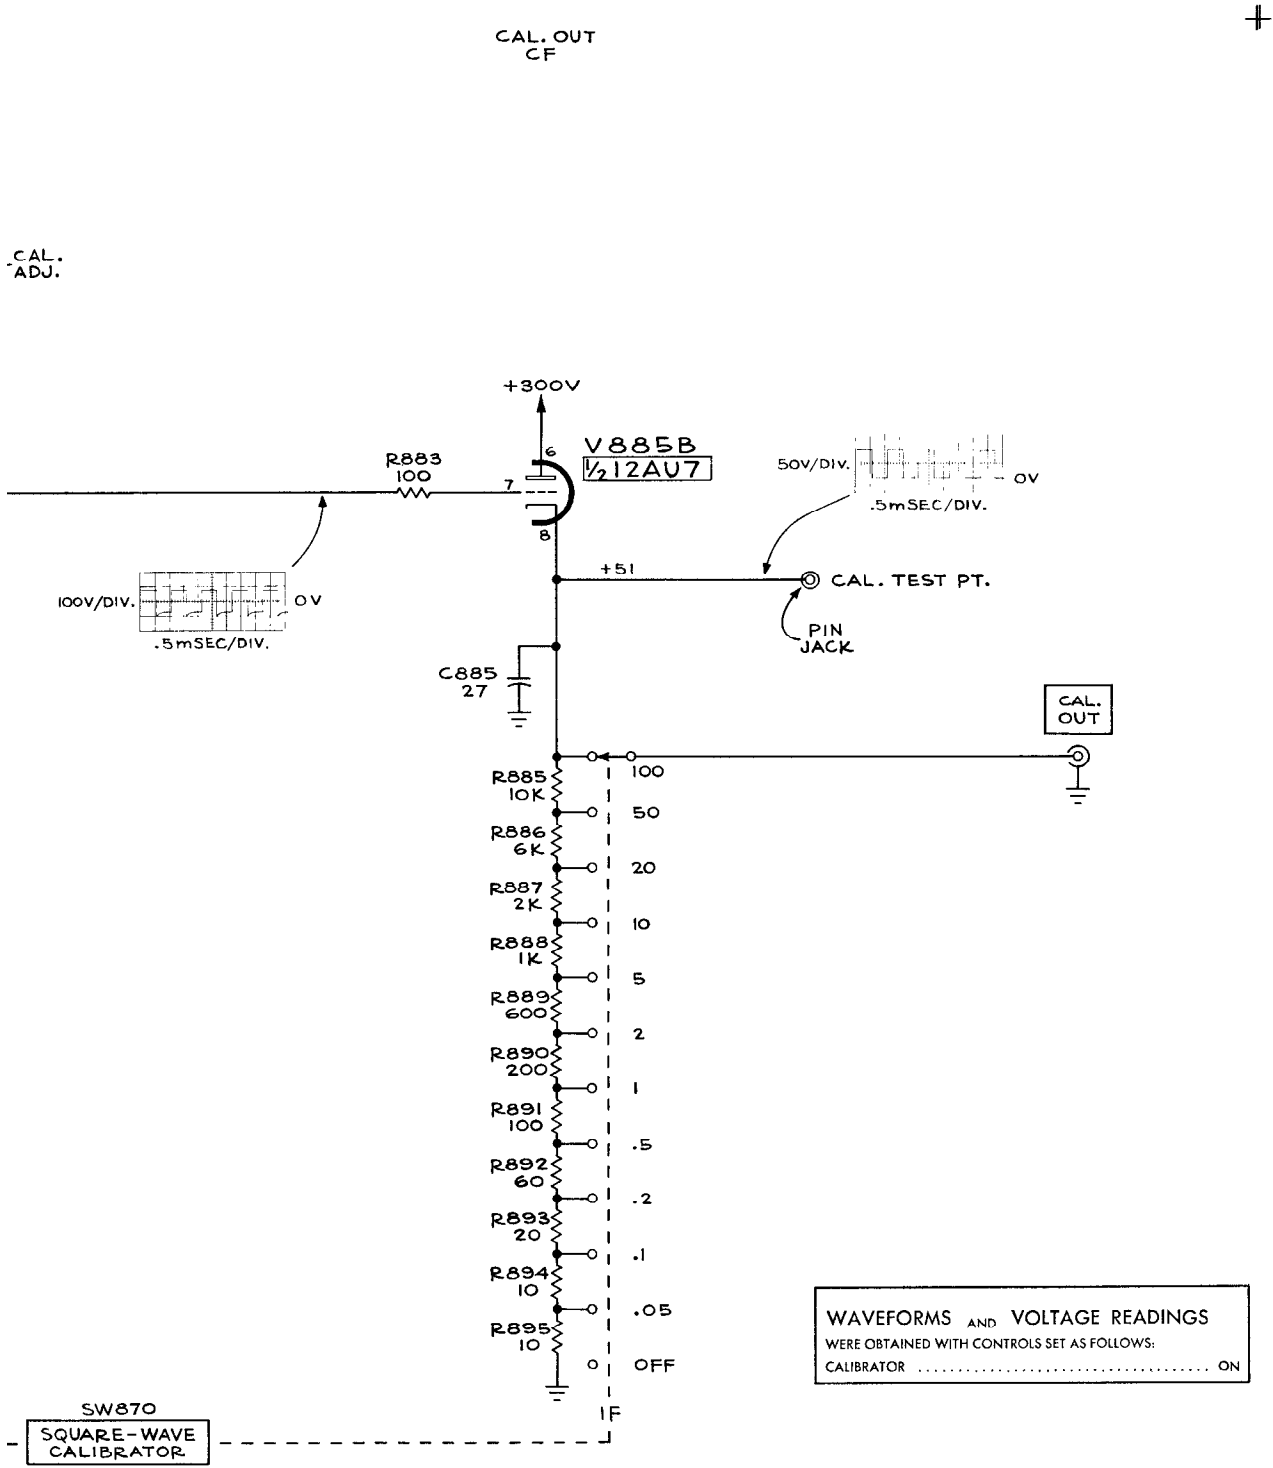 CAL. OUT
CF
CAL.
ADJ.
+300V
V885B
½ 12AU7
R883
100
6
7
8
50V/DIV.
0V
.5mSEC/DIV.
+51
CAL. TEST PT.
PIN
JACK
100V/DIV.
0V
.5mSEC/DIV.
C885
27
CAL.
OUT
100
R885
10K
50
R886
6K
20
R887
2K
10
R888
1K
5
R889
600
2
R890
200
1
R891
100
.5
R892
60
.2
R893
20
.1
R894
10
.05
R895
10
OFF
1F
SW870
SQUARE-WAVE
CALIBRATOR
WAVEFORMS AND VOLTAGE READINGS
WERE OBTAINED WITH CONTROLS SET AS FOLLOWS:
CALIBRATOR ..................................... ON